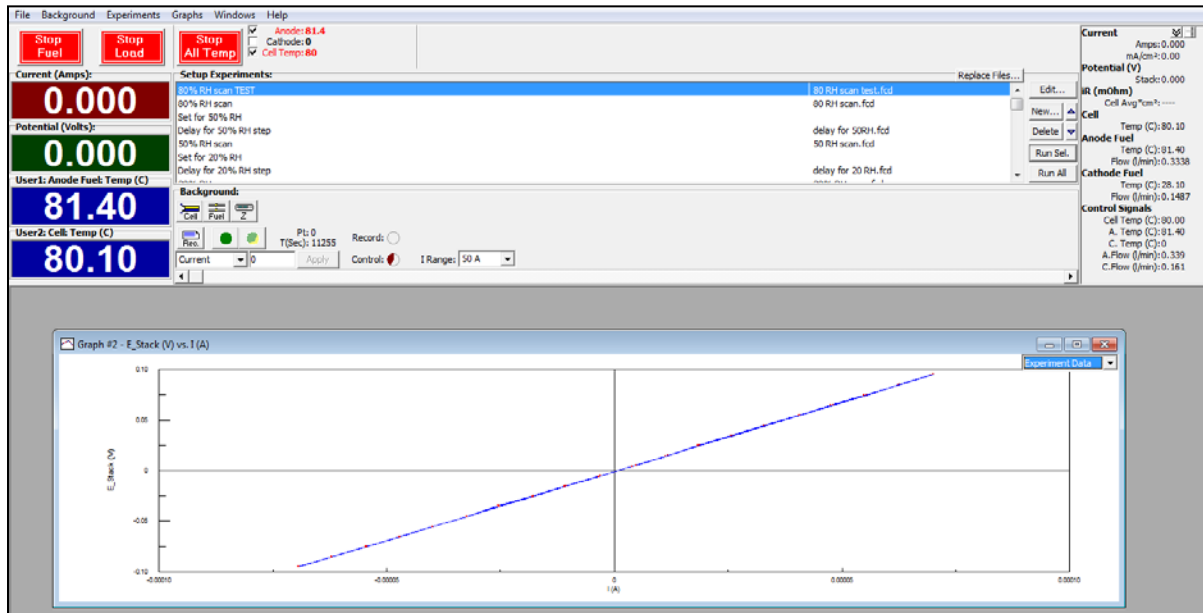 File Background Experiments Graphs Windows Help
Stop Fuel
Stop Load
Stop All Temp
Anode: 81.4
Cathode: 0
Cell Temp: 80
Current (Amps):
0.000
Potential (Volts):
0.000
User1: Anode Fuel: Temp (C)
81.40
User2: Cell: Temp (C)
80.10
Setup Experiments:
Replace Files...
80% RH scan TEST 80 RH scan test.fcd
80% RH scan 80 RH scan.fcd
Set for 50% RH
Delay for 50% RH step delay for 50RH.fcd
50% RH scan 50 RH scan.fcd
Set for 20% RH
Delay for 20% RH step delay for 20 RH.fcd
Edit...
New...
Delete
Run Sel.
Run All
Background:
Cell Fuel Z
Rec.
Pt: 0
T(Sec): 11255
Record:
Current 0 Apply Control: I Range: 50 A
Current
Amps: 0.000
mA/cm²: 0.00
Potential (V)
Stack: 0.000
iR (mOhm)
Cell Avg*cm²: ----
Cell
Temp (C): 80.10
Anode Fuel
Temp (C): 81.40
Flow (l/min): 0.3338
Cathode Fuel
Temp (C): 28.10
Flow (l/min): 0.1487
Control Signals
Cell Temp (C): 80.00
A. Temp (C): 81.40
C. Temp (C): 0
A.Flow (l/min): 0.339
C.Flow (l/min): 0.161
Graph #2 - E_Stack (V) vs. I (A)
Experiment Data
0.10
0.05
0
-0.05
-0.10
E_Stack (V)
-0.00010 -0.00005 0 0.00005 0.00010
I (A)